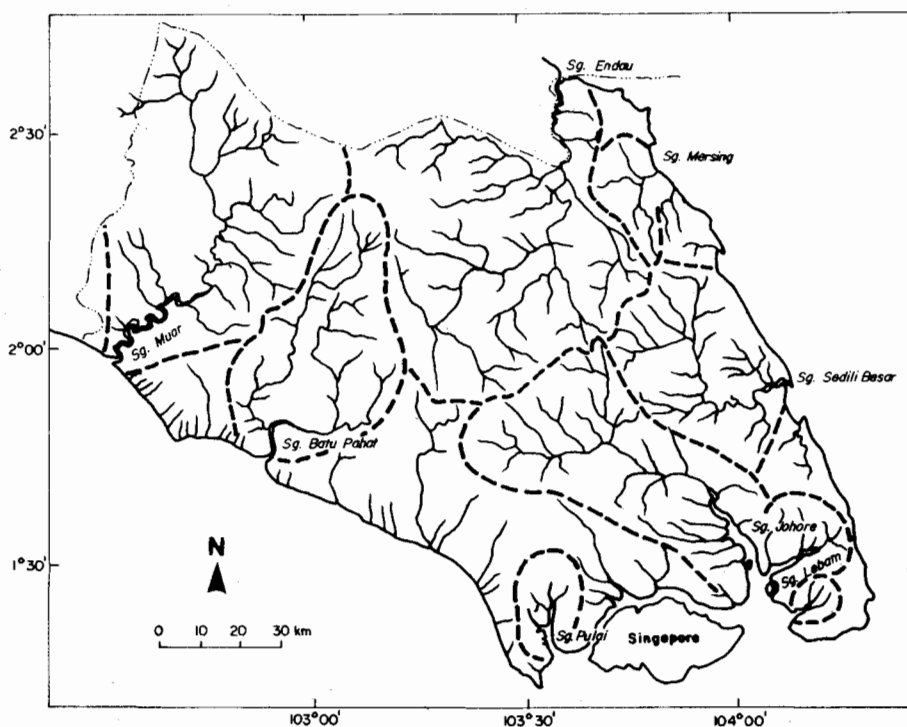 Sg. Endau
2°30'
Sg. Mersing
2°00'
Sg. Muar
Sg. Sedili Besar
Sg. Batu Pahat
Sg. Johore
1°30'
N
Sg. Lebam
0 10 20 30 km
Sg. Pulai
Singapore
103°00'
103°30'
104°00'